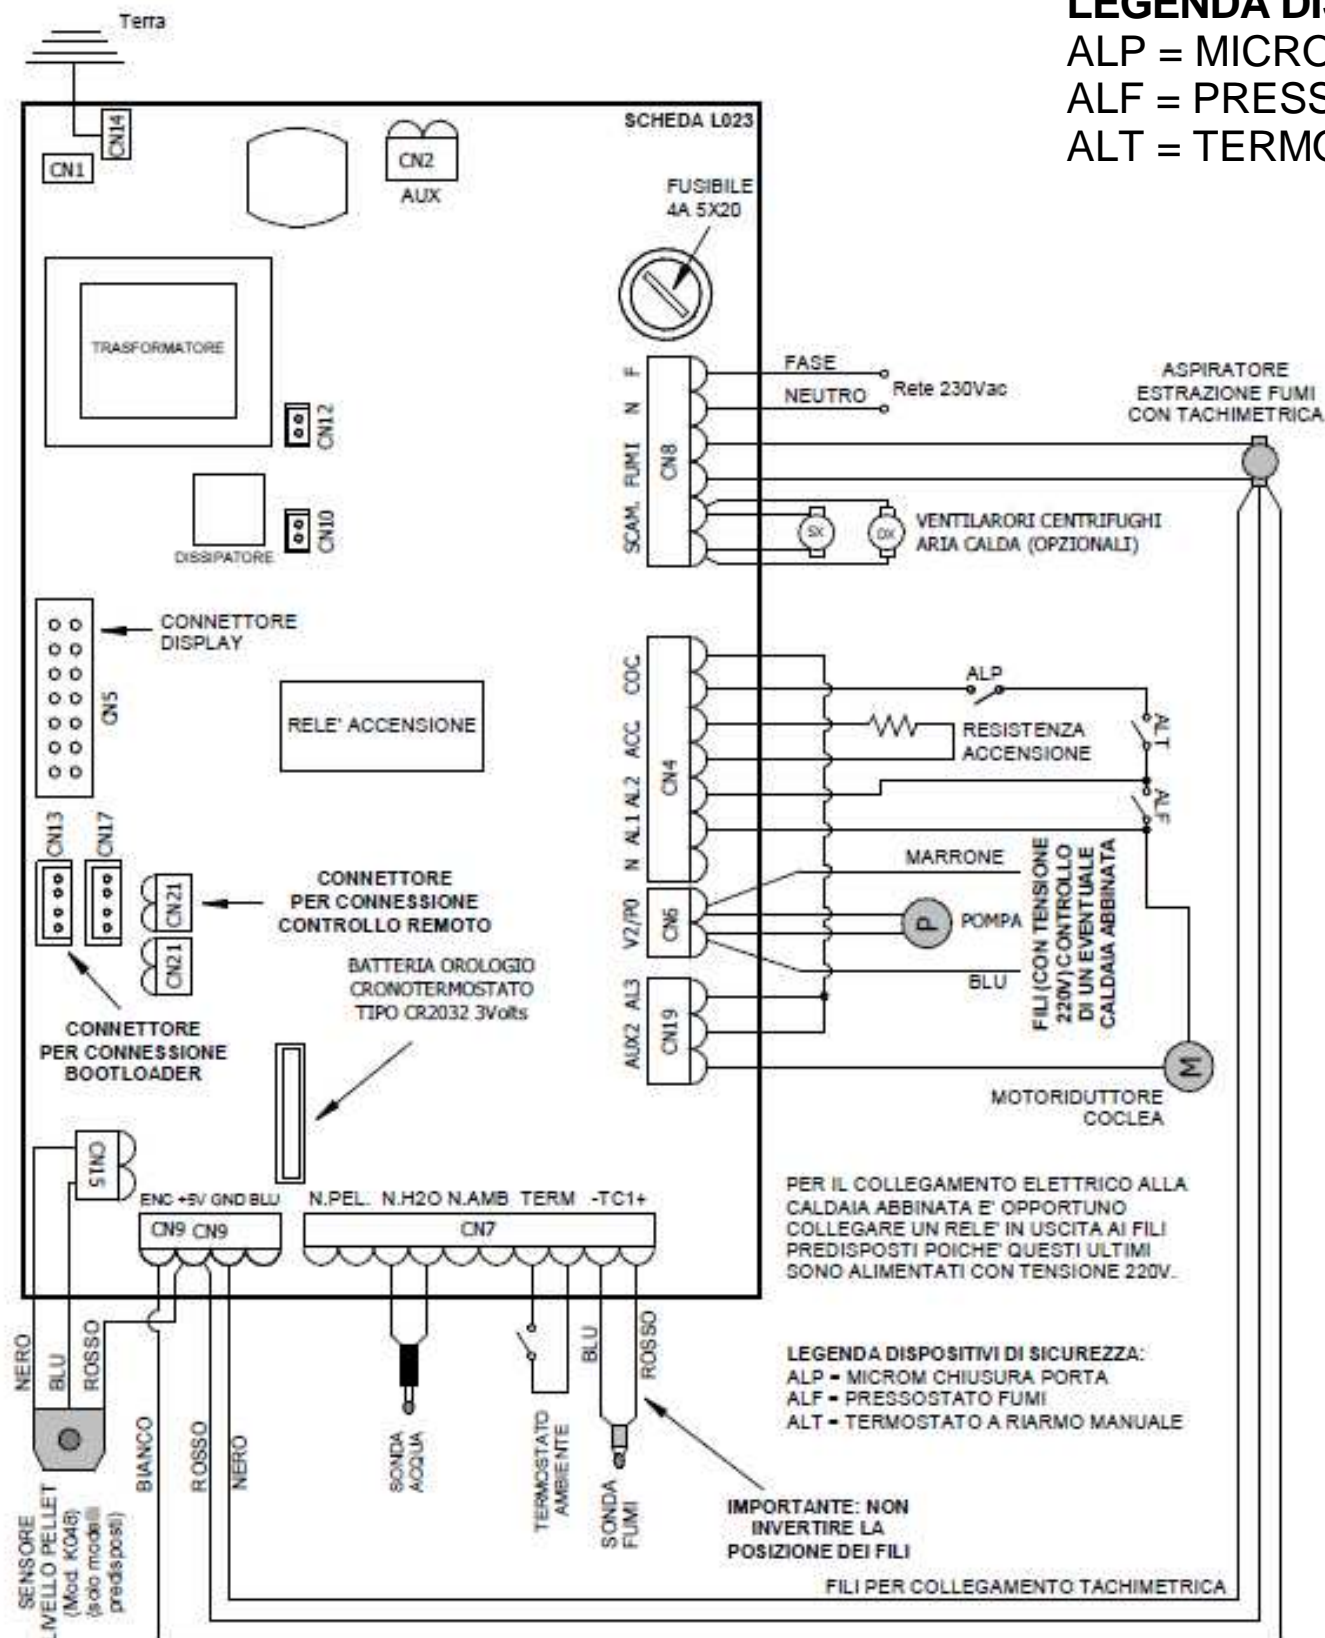 LEGENDA DIS
ALP = MICRO
ALF = PRESS
ALT = TERMO
Terra
CN14
CN1
CN2
AUX
SCHEDA L023
FUSIBILE
4A 5X20
TRASFORMATORE
CN12
DISSIPATORE
CN10
F
N
FUMI
SCAM.
CN8
FASE
NEUTRO
Rete 230Vac
ASPIRATORE
ESTRAZIONE FUMI
CON TACHIMETRICA
SX
DX
VENTILARORI CENTRIFUGHI
ARIA CALDA (OPZIONALI)
CONNETTORE
DISPLAY
CN5
RELE' ACCENSIONE
COC.
ACC.
AL2
AL1
N
CN4
ALP
RESISTENZA
ACCENSIONE
ALT
ALF
CN13
CN17
CN21
CN21
CONNETTORE
PER CONNESSIONE
CONTROLLO REMOTO
V2/P0
CN6
MARRONE
P
POMPA
BLU
FILI (CON TENSIONE
220V) CONTROLLO
DI UN EVENTUALE
CALDAIA ABBINATA
BATTERIA OROLOGIO
CRONOTERMOSTATO
TIPO CR2032 3Volts
CONNETTORE
PER CONNESSIONE
BOOTLOADER
AL3
AUX2
CN19
M
MOTORIDUTTORE
COCLEA
CN15
ENC +5V GND BLU
CN9 CN9
N.PEL. N.H2O N.AMB TERM -TC1+
CN7
PER IL COLLEGAMENTO ELETTRICO ALLA
CALDAIA ABBINATA E' OPPORTUNO
COLLEGARE UN RELE' IN USCITA AI FILI
PREDISPOSTI POICHE' QUESTI ULTIMI
SONO ALIMENTATI CON TENSIONE 220V.
NERO
BLU
ROSSO
BIANCO
ROSSO
NERO
SONDA
ACQUA
TERMOSTATO
AMBIENTE
BLU
ROSSO
SONDA
FUMI
LEGENDA DISPOSITIVI DI SICUREZZA:
ALP = MICROM CHIUSURA PORTA
ALF = PRESSOSTATO FUMI
ALT = TERMOSTATO A RIARMO MANUALE
SENSORE
LIVELLO PELLET
(Mod. K048)
(solo modelli
predisposti)
IMPORTANTE: NON
INVERTIRE LA
POSIZIONE DEI FILI
FILI PER COLLEGAMENTO TACHIMETRICA